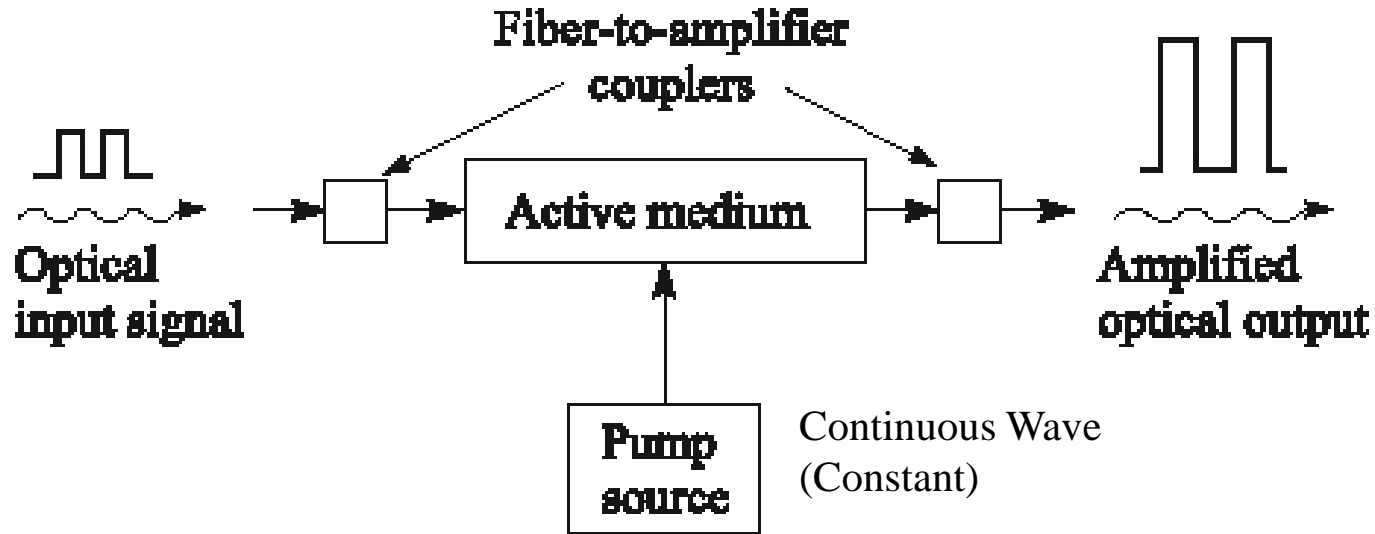 Fiber-to-amplifier
couplers
Optical
input signal
Active medium
Amplified
optical output
Pump
source
Continuous Wave
(Constant)